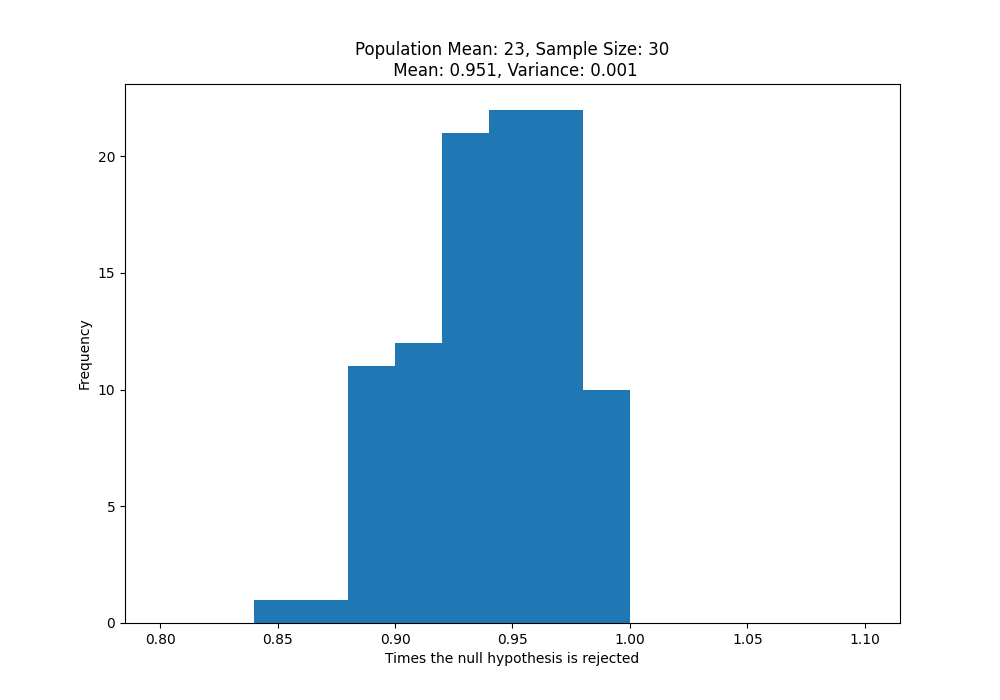 Population Mean: 23, Sample Size: 30
Mean: 0.951, Variance: 0.001
Frequency
20
15
10
5
0
0.80 0.85 0.90 0.95 1.00 1.05 1.10
Times the null hypothesis is rejected